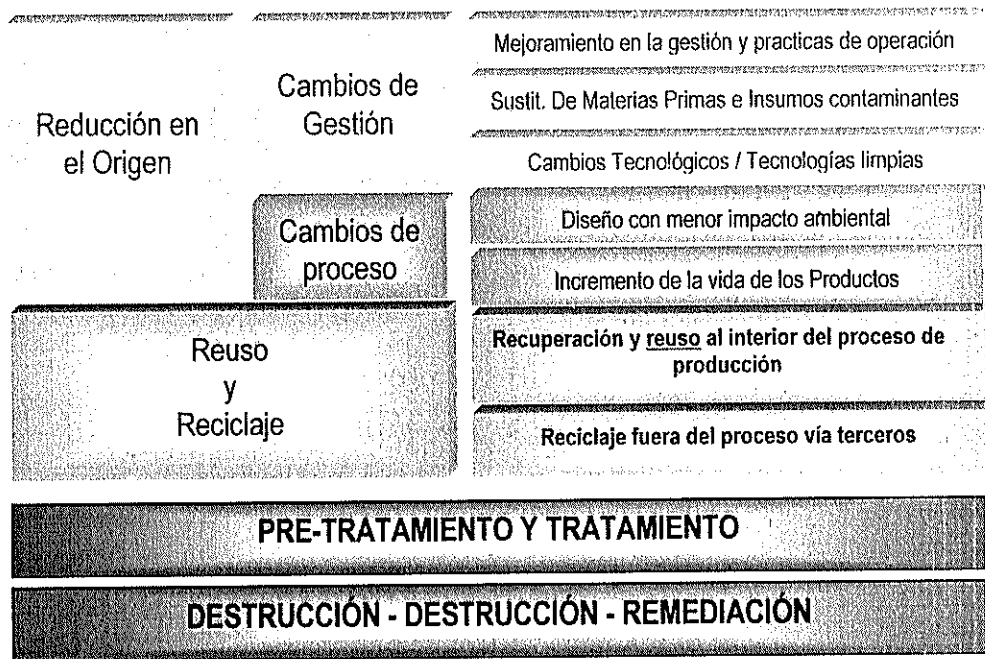 Reducción en
el Origen
Cambios de
Gestión
Mejoramiento en la gestión y practicas de operación
Sustit. De Materias Primas e Insumos contaminantes
Cambios Tecnológicos / Tecnologías limpias
Cambios de
proceso
Diseño con menor impacto ambiental
Incremento de la vida de los Productos
Reuso
y
Reciclaje
Recuperación y reuso al interior del proceso de
producción
Reciclaje fuera del proceso vía terceros
PRE-TRATAMIENTO Y TRATAMIENTO
DESTRUCCIÓN - DESTRUCCIÓN - REMEDIACIÓN